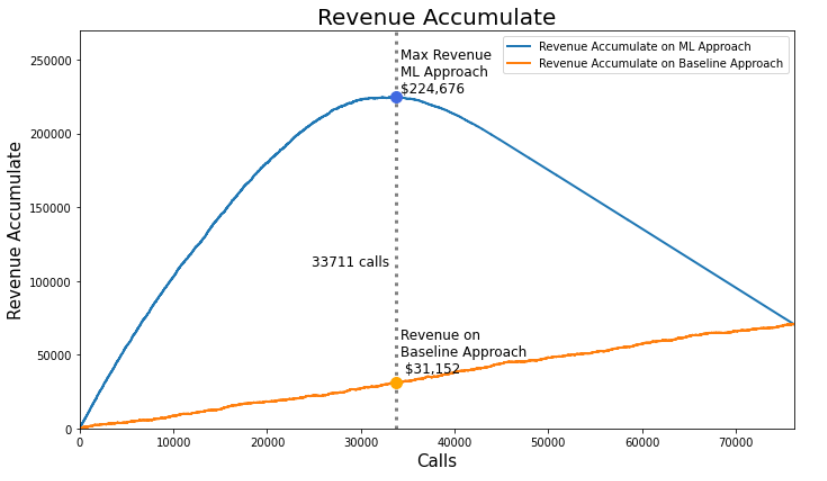 Revenue Accumulate
Revenue Accumulate on ML Approach
Revenue Accumulate on Baseline Approach
Max Revenue
ML Approach
$224,676
33711 calls
Revenue on
Baseline Approach
$31,152
Revenue Accumulate
250000
200000
150000
100000
50000
0
0
10000
20000
30000
40000
50000
60000
70000
Calls